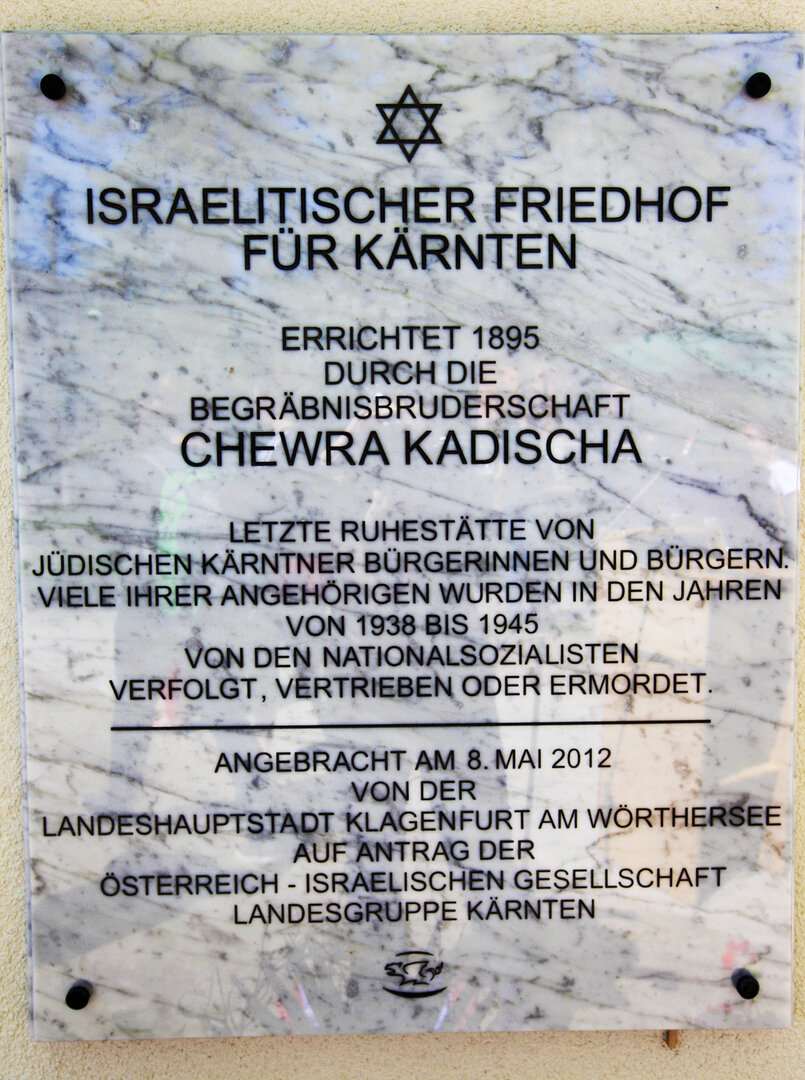 ISRAELITISCHER FRIEDHOF
FÜR KÄRNTEN
ERRICHTET 1895
DURCH DIE
BEGRÄBNISBRUDERSCHAFT
CHEWRA KADISCHA
LETZTE RUHESTÄTTE VON
JÜDISCHEN KÄRNTNER BÜRGERINNEN UND BÜRGERN.
VIELE IHRER ANGEHÖRIGEN WURDEN IN DEN JAHREN
VON 1938 BIS 1945
VON DEN NATIONALSOZIALISTEN
VERFOLGT, VERTRIEBEN ODER ERMORDET.
ANGEBRACHT AM 8. MAI 2012
VON DER
LANDESHAUPTSTADT KLAGENFURT AM WÖRTHERSEE
AUF ANTRAG DER
ÖSTERREICH - ISRAELISCHEN GESELLSCHAFT
LANDESGRUPPE KÄRNTEN